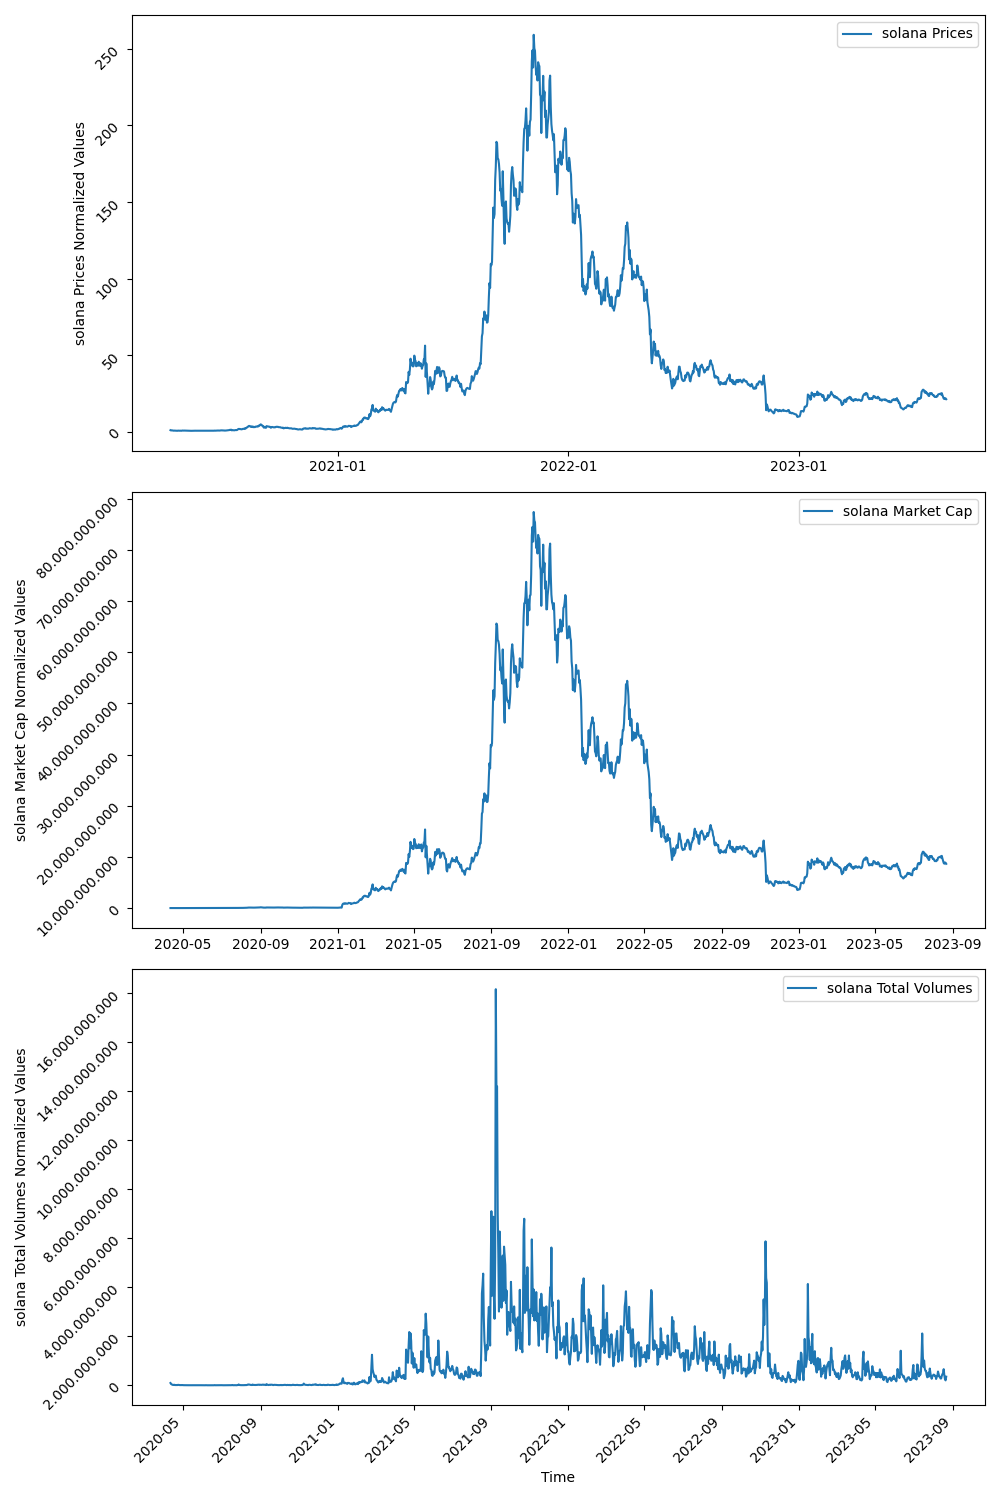 solana Prices
solana Prices Normalized Values
250
200
150
100
50
0
2021-01 2022-01 2023-01
solana Market Cap
solana Market Cap Normalized Values
80.000.000.000
70.000.000.000
60.000.000.000
50.000.000.000
40.000.000.000
30.000.000.000
20.000.000.000
10.000.000.000
0
2020-05 2020-09 2021-01 2021-05 2021-09 2022-01 2022-05 2022-09 2023-01 2023-05 2023-09
solana Total Volumes
solana Total Volumes Normalized Values
16.000.000.000
14.000.000.000
12.000.000.000
10.000.000.000
8.000.000.000
6.000.000.000
4.000.000.000
2.000.000.000
0
2020-05 2020-09 2021-01 2021-05 2021-09 2022-01 2022-05 2022-09 2023-01 2023-05 2023-09
Time